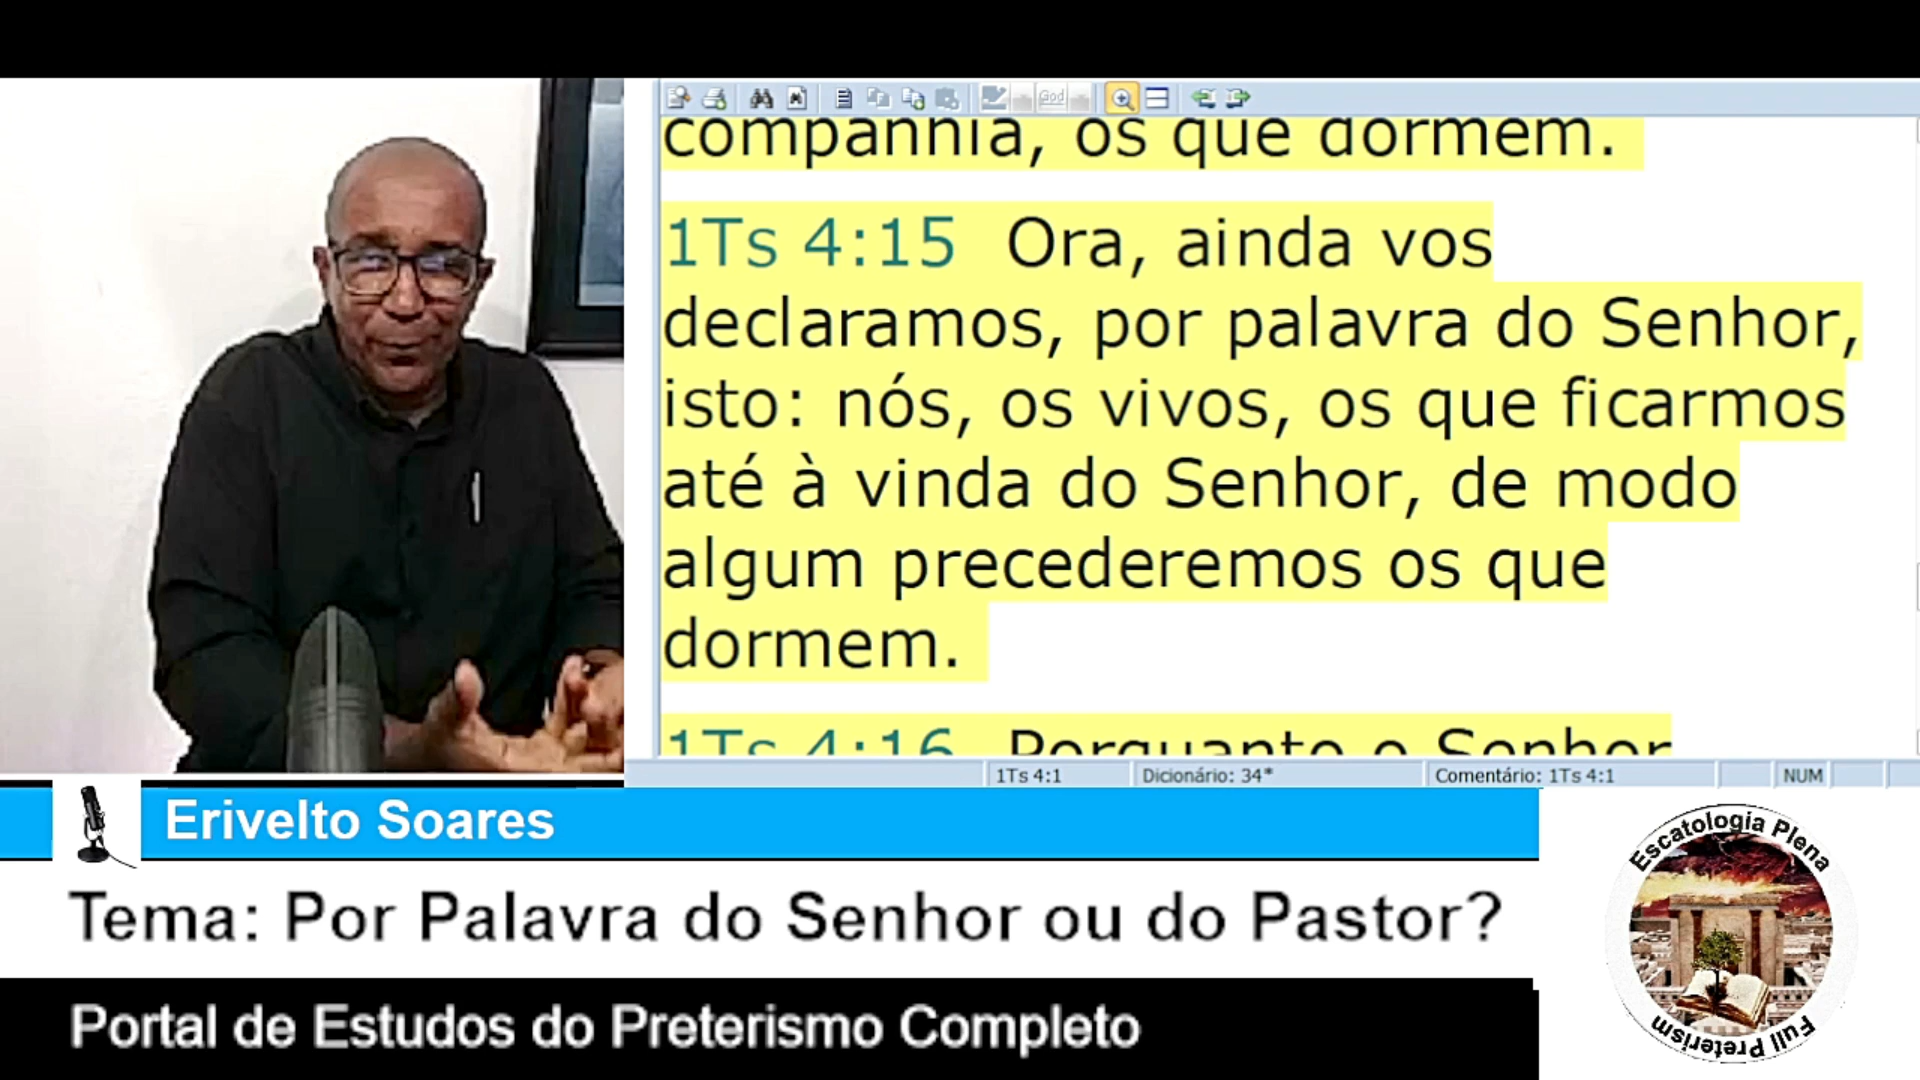 God
companhia, os que dormem.
1Ts 4:15 Ora, ainda vos
declaramos, por palavra do Senhor,
isto: nós, os vivos, os que ficarmos
até à vinda do Senhor, de modo
algum precederemos os que
dormem.
1Ts 4:16 Porquanto o Senhor
1Ts 4:1
Dicionário: 34*
Comentário: 1Ts 4:1
NUM
Erivelto Soares
Tema: Por Palavra do Senhor ou do Pastor?
Portal de Estudos do Preterismo Completo
Escatologia Plena
Full Preterism